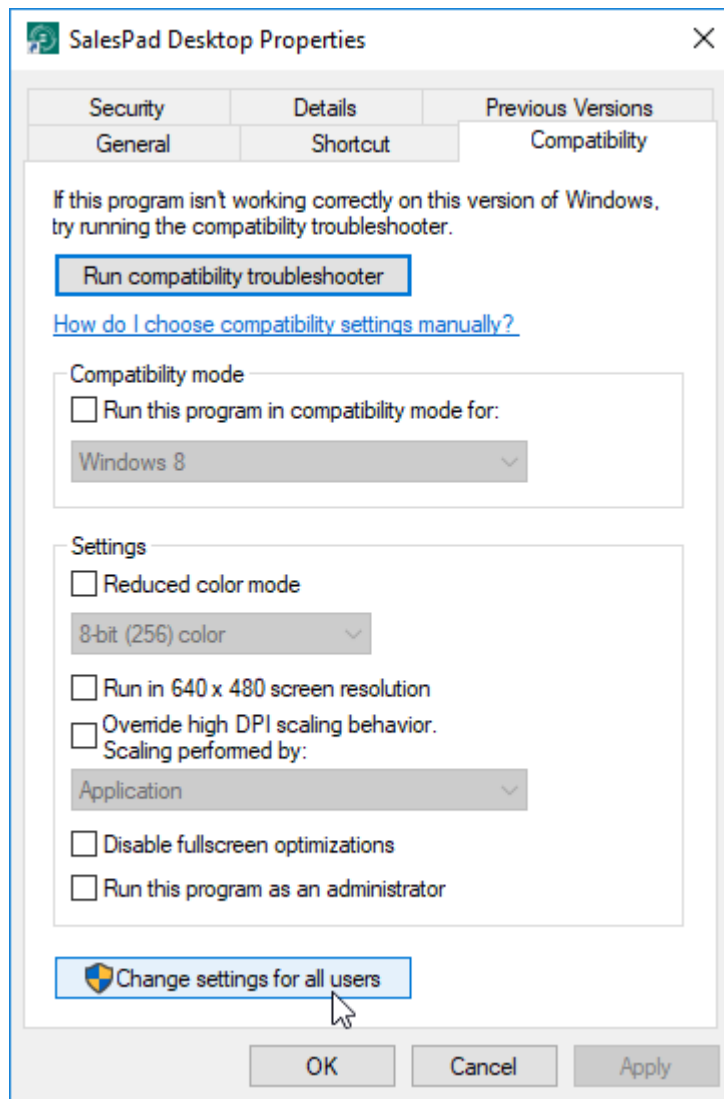 SalesPad Desktop Properties
Security Details Previous Versions
General Shortcut Compatibility
If this program isn't working correctly on this version of Windows,
try running the compatibility troubleshooter.
Run compatibility troubleshooter
How do I choose compatibility settings manually?
Compatibility mode
Run this program in compatibility mode for:
Windows 8
Settings
Reduced color mode
8-bit (256) color
Run in 640 x 480 screen resolution
Override high DPI scaling behavior.
Scaling performed by:
Application
Disable fullscreen optimizations
Run this program as an administrator
Change settings for all users
OK Cancel Apply